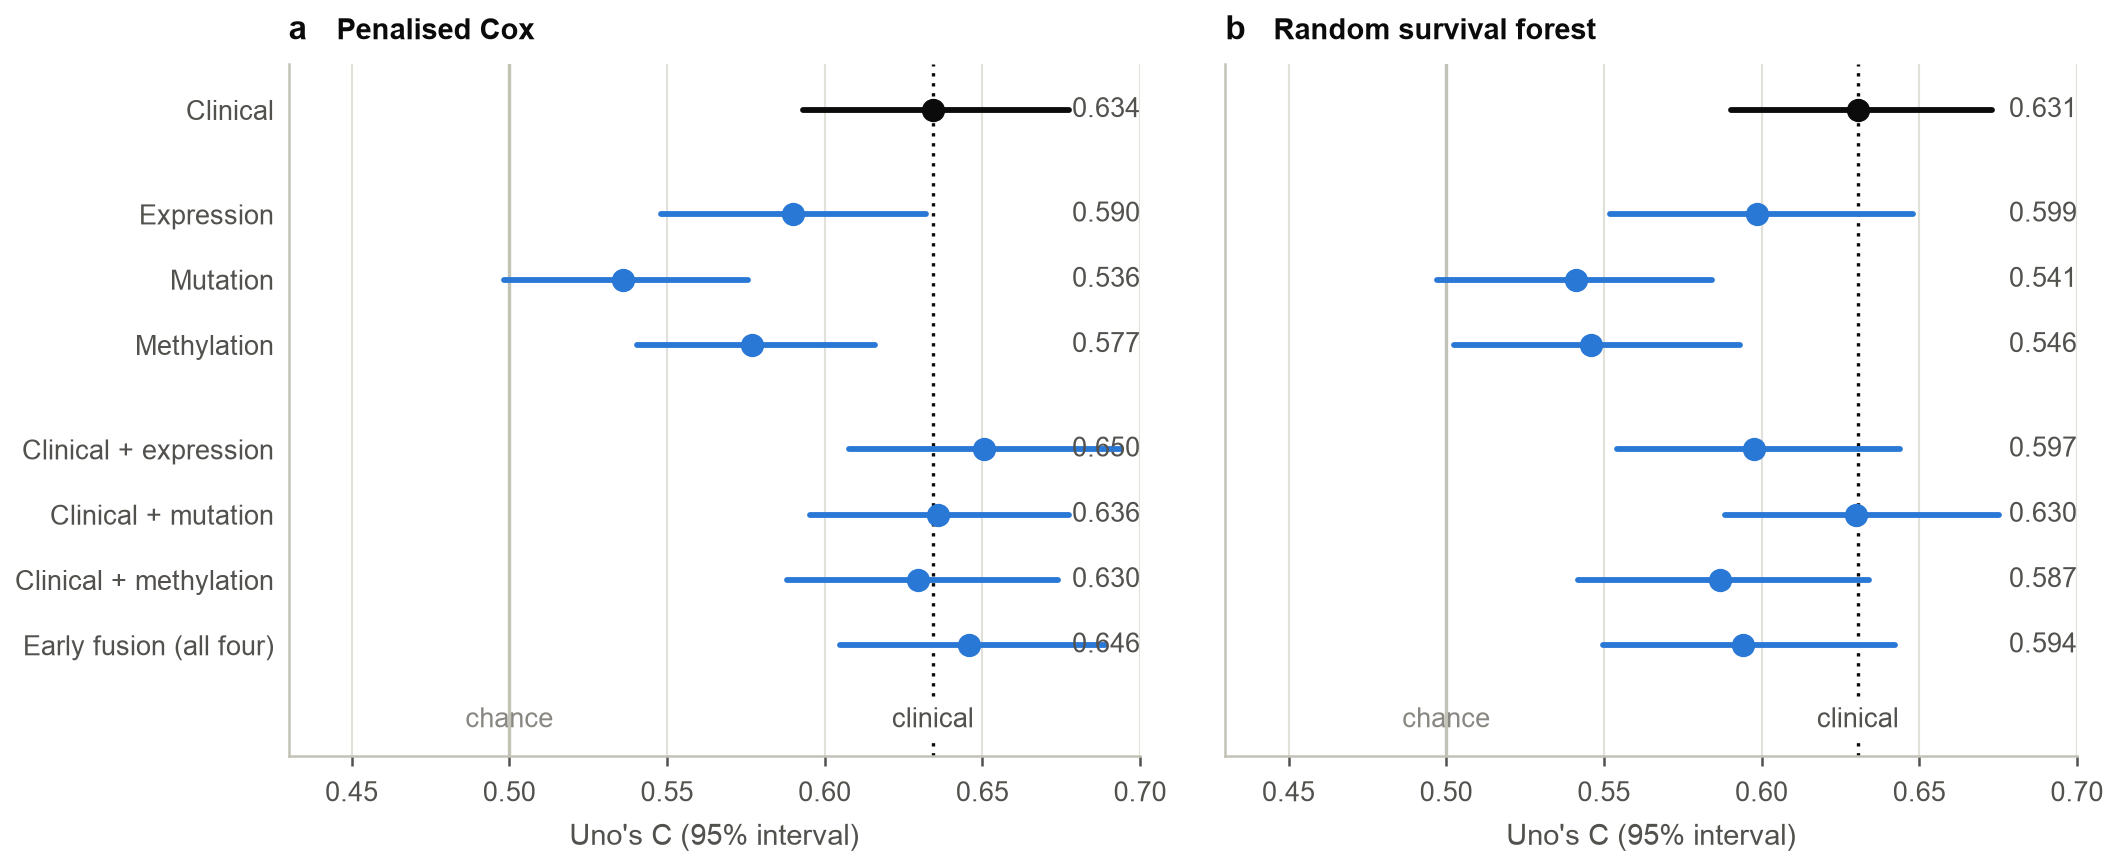 a Penalised Cox
Clinical 0.634
Expression 0.590
Mutation 0.536
Methylation 0.577
Clinical + expression 0.650
Clinical + mutation 0.636
Clinical + methylation 0.630
Early fusion (all four) 0.646
chance clinical
0.45 0.50 0.55 0.60 0.65 0.70
Uno's C (95% interval)
b Random survival forest
0.631
0.599
0.541
0.546
0.597
0.630
0.587
0.594
chance clinical
0.45 0.50 0.55 0.60 0.65 0.70
Uno's C (95% interval)